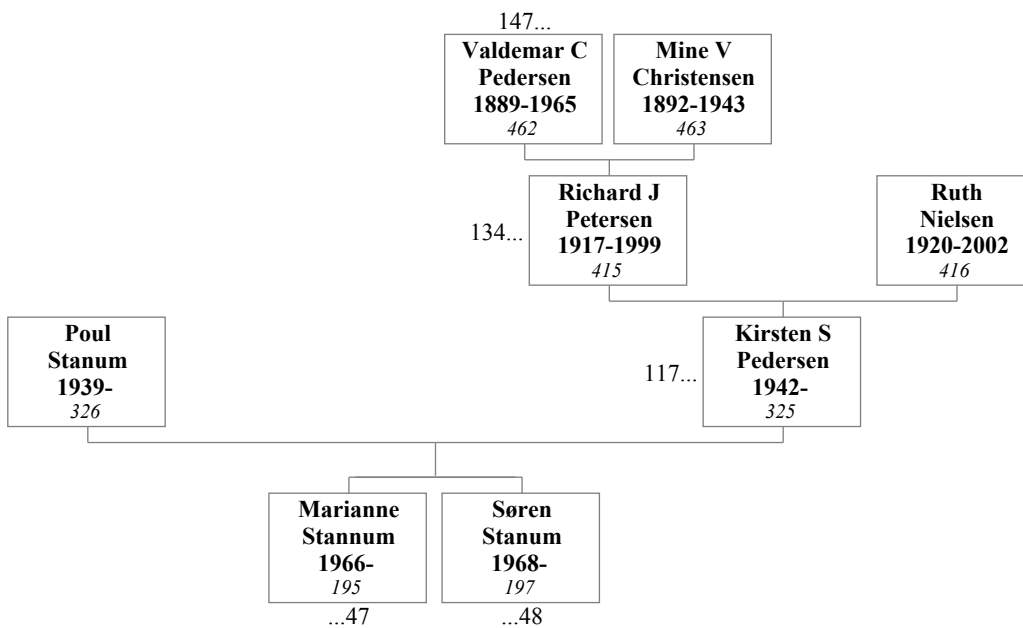 147...
Valdemar C
Pedersen
1889-1965
462
Mine V
Christensen
1892-1943
463
134...
Richard J
Petersen
1917-1999
415
Ruth
Nielsen
1920-2002
416
Poul
Stanum
1939-
326
117...
Kirsten S
Pedersen
1942-
325
Marianne
Stannum
1966-
195
...47
Søren
Stanum
1968-
197
...48